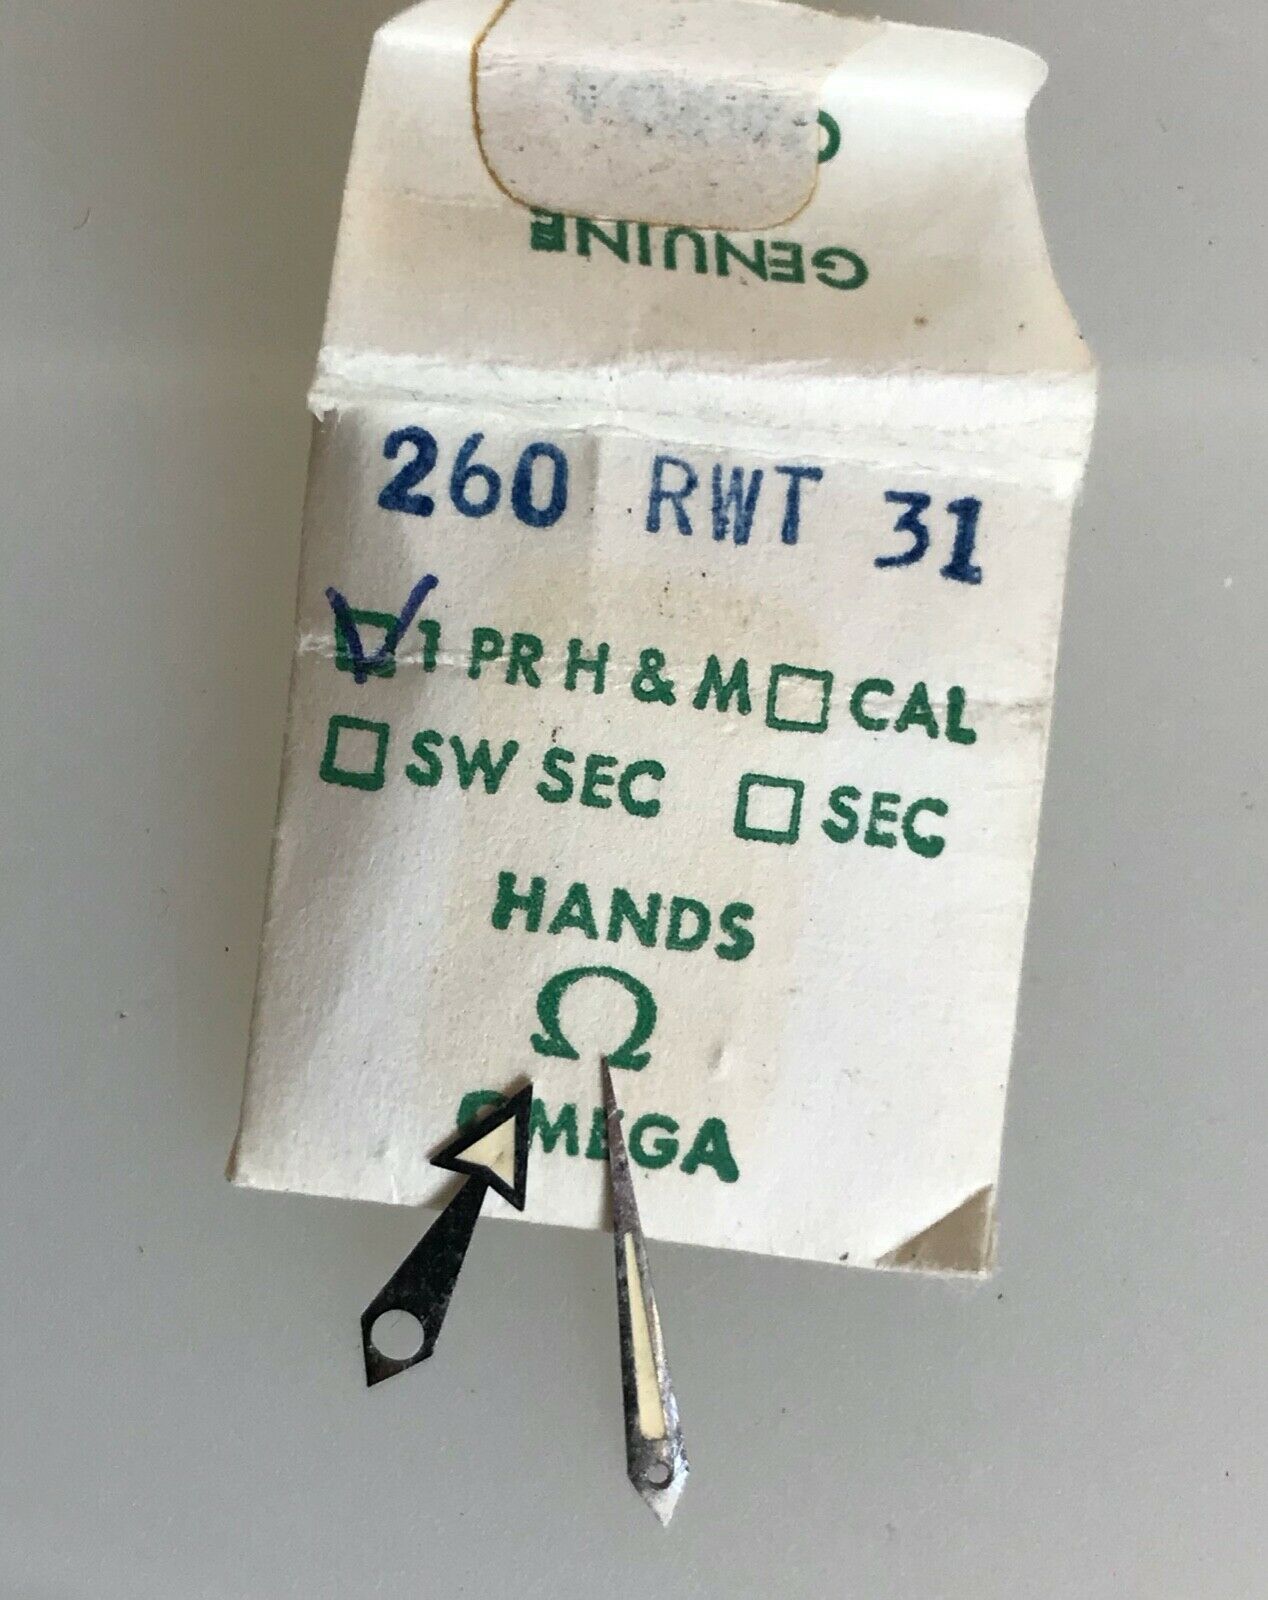 GENUINE
260 RWT 31
1 PR H & M CAL
SW SEC SEC
HANDS
Ω
OMEGA